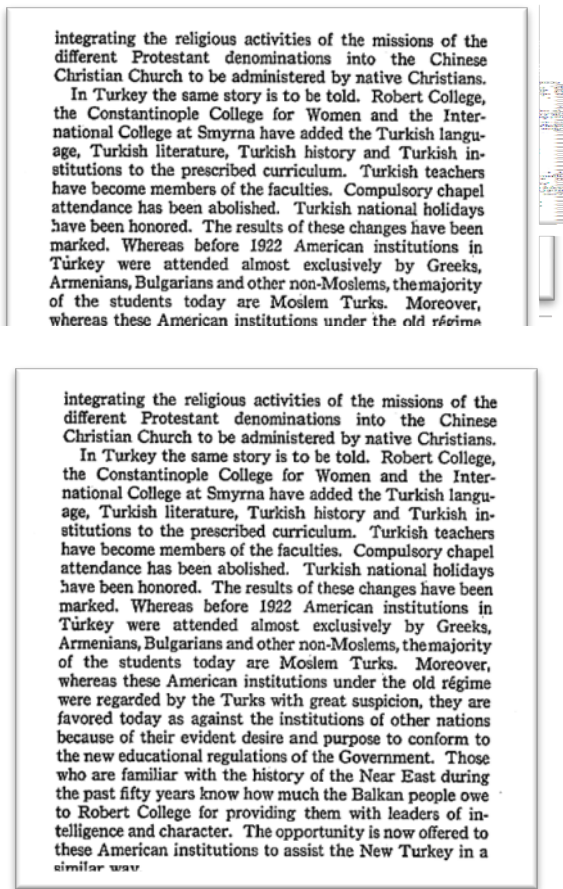 integrating the religious activities of the missions of the
different Protestant denominations into the Chinese
Christian Church to be administered by native Christians.
In Turkey the same story is to be told. Robert College,
the Constantinople College for Women and the Inter-
national College at Smyrna have added the Turkish langu-
age, Turkish literature, Turkish history and Turkish in-
stitutions to the prescribed curriculum. Turkish teachers
have become members of the faculties. Compulsory chapel
attendance has been abolished. Turkish national holidays
have been honored. The results of these changes have been
marked. Whereas before 1922 American institutions in
Turkey were attended almost exclusively by Greeks,
Armenians, Bulgarians and other non-Moslems, the majority
of the students today are Moslem Turks. Moreover,
whereas these American institutions under the old régime
integrating the religious activities of the missions of the
different Protestant denominations into the Chinese
Christian Church to be administered by native Christians.
In Turkey the same story is to be told. Robert College,
the Constantinople College for Women and the Inter-
national College at Smyrna have added the Turkish langu-
age, Turkish literature, Turkish history and Turkish in-
stitutions to the prescribed curriculum. Turkish teachers
have become members of the faculties. Compulsory chapel
attendance has been abolished. Turkish national holidays
have been honored. The results of these changes have been
marked. Whereas before 1922 American institutions in
Turkey were attended almost exclusively by Greeks,
Armenians, Bulgarians and other non-Moslems, the majority
of the students today are Moslem Turks. Moreover,
whereas these American institutions under the old régime
were regarded by the Turks with great suspicion, they are
favored today as against the institutions of other nations
because of their evident desire and purpose to conform to
the new educational regulations of the Government. Those
who are familiar with the history of the Near East during
the past fifty years know how much the Balkan people owe
to Robert College for providing them with leaders of in-
telligence and character. The opportunity is now offered to
these American institutions to assist the New Turkey in a
similar way